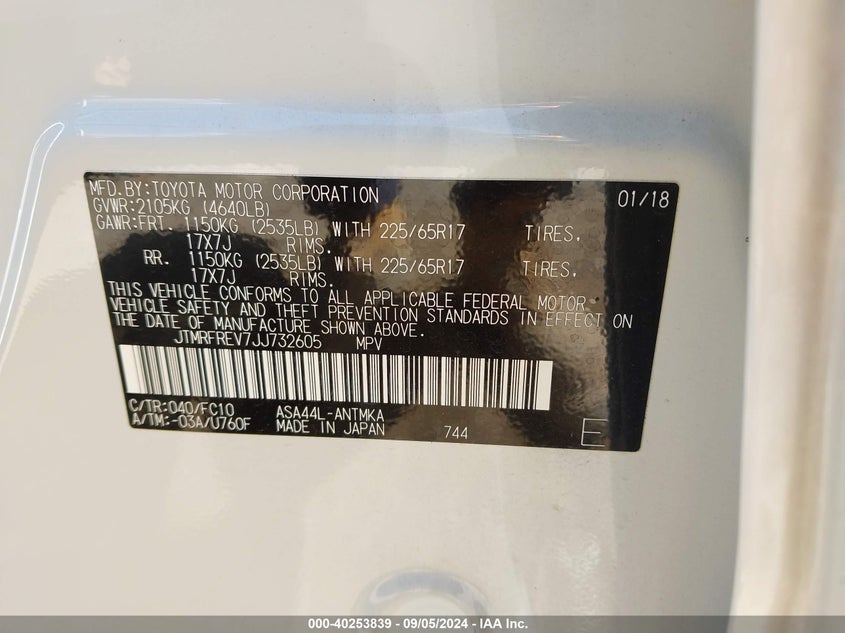 MFD.BY:TOYOTA MOTOR CORPORATION 01/18
GVWR:2105KG (4640LB)
GAWR:FRT. 1150KG (2535LB) WITH 225/65R17 TIRES,
17X7J RIMS.
RR. 1150KG (2535LB) WITH 225/65R17 TIRES,
17X7J RIMS.
THIS VEHICLE CONFORMS TO ALL APPLICABLE FEDERAL MOTOR
VEHICLE SAFETY AND THEFT PREVENTION STANDARDS IN EFFECT ON
THE DATE OF MANUFACTURE SHOWN ABOVE.
JTMRFREV7JJ732605 MPV
C/TR:040/FC10 ASA44L-ANTMKA
A/TM:-03A/U760F MADE IN JAPAN 744 E
000-40253839 - 09/05/2024 - IAA Inc.